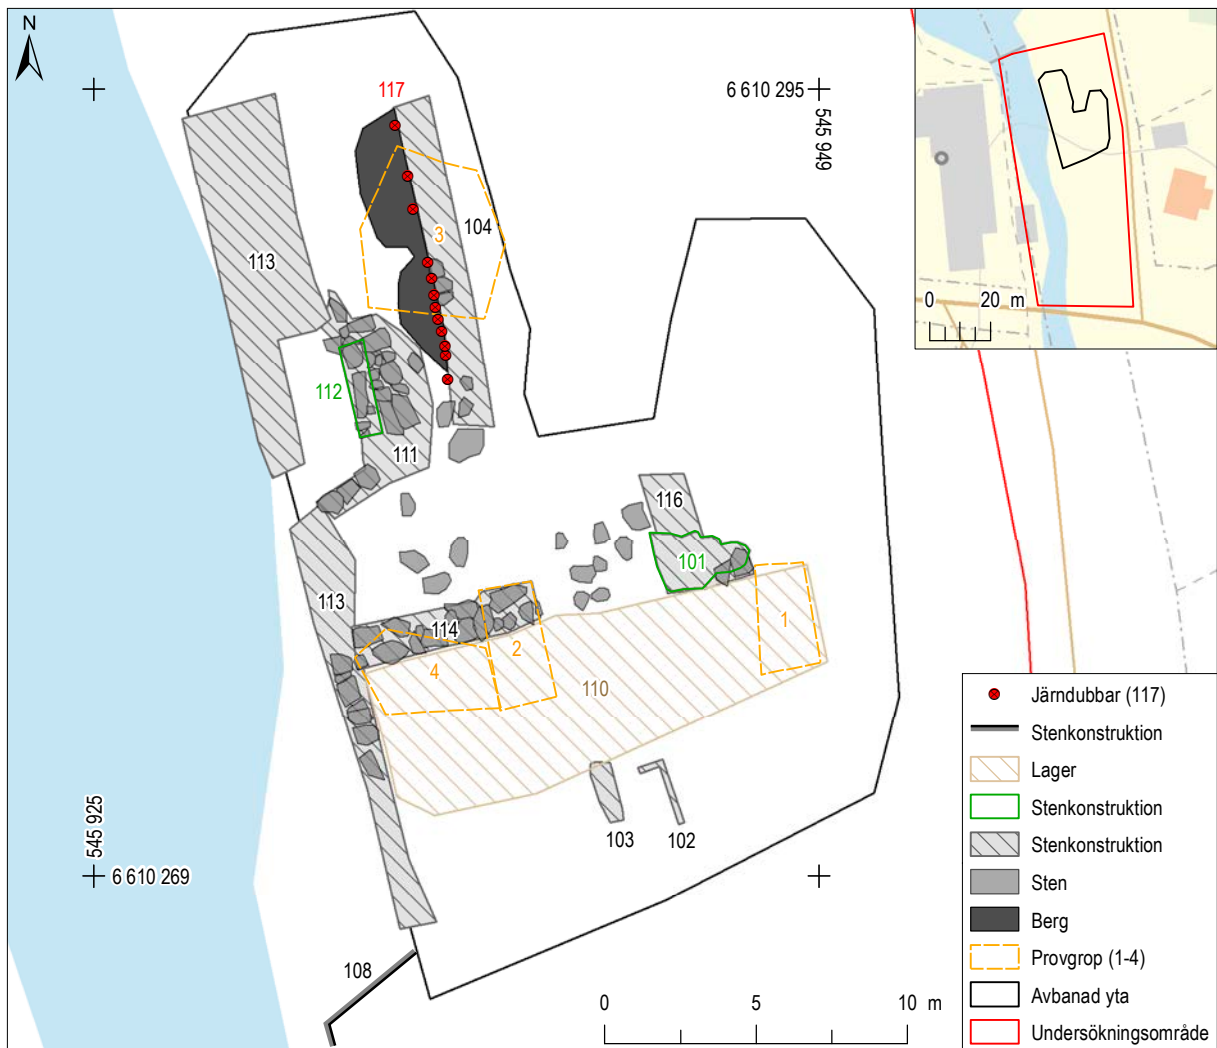 N
117
6 610 295
545 949
0 20 m
3
104
113
112
111
116
101
113
114
1
2
4
110
103
102
545 925
6 610 269
108
0 5 10 m
Järndubbar (117)
Stenkonstruktion
Lager
Stenkonstruktion
Stenkonstruktion
Sten
Berg
Provgrop (1-4)
Avbanad yta
Undersökningsområde